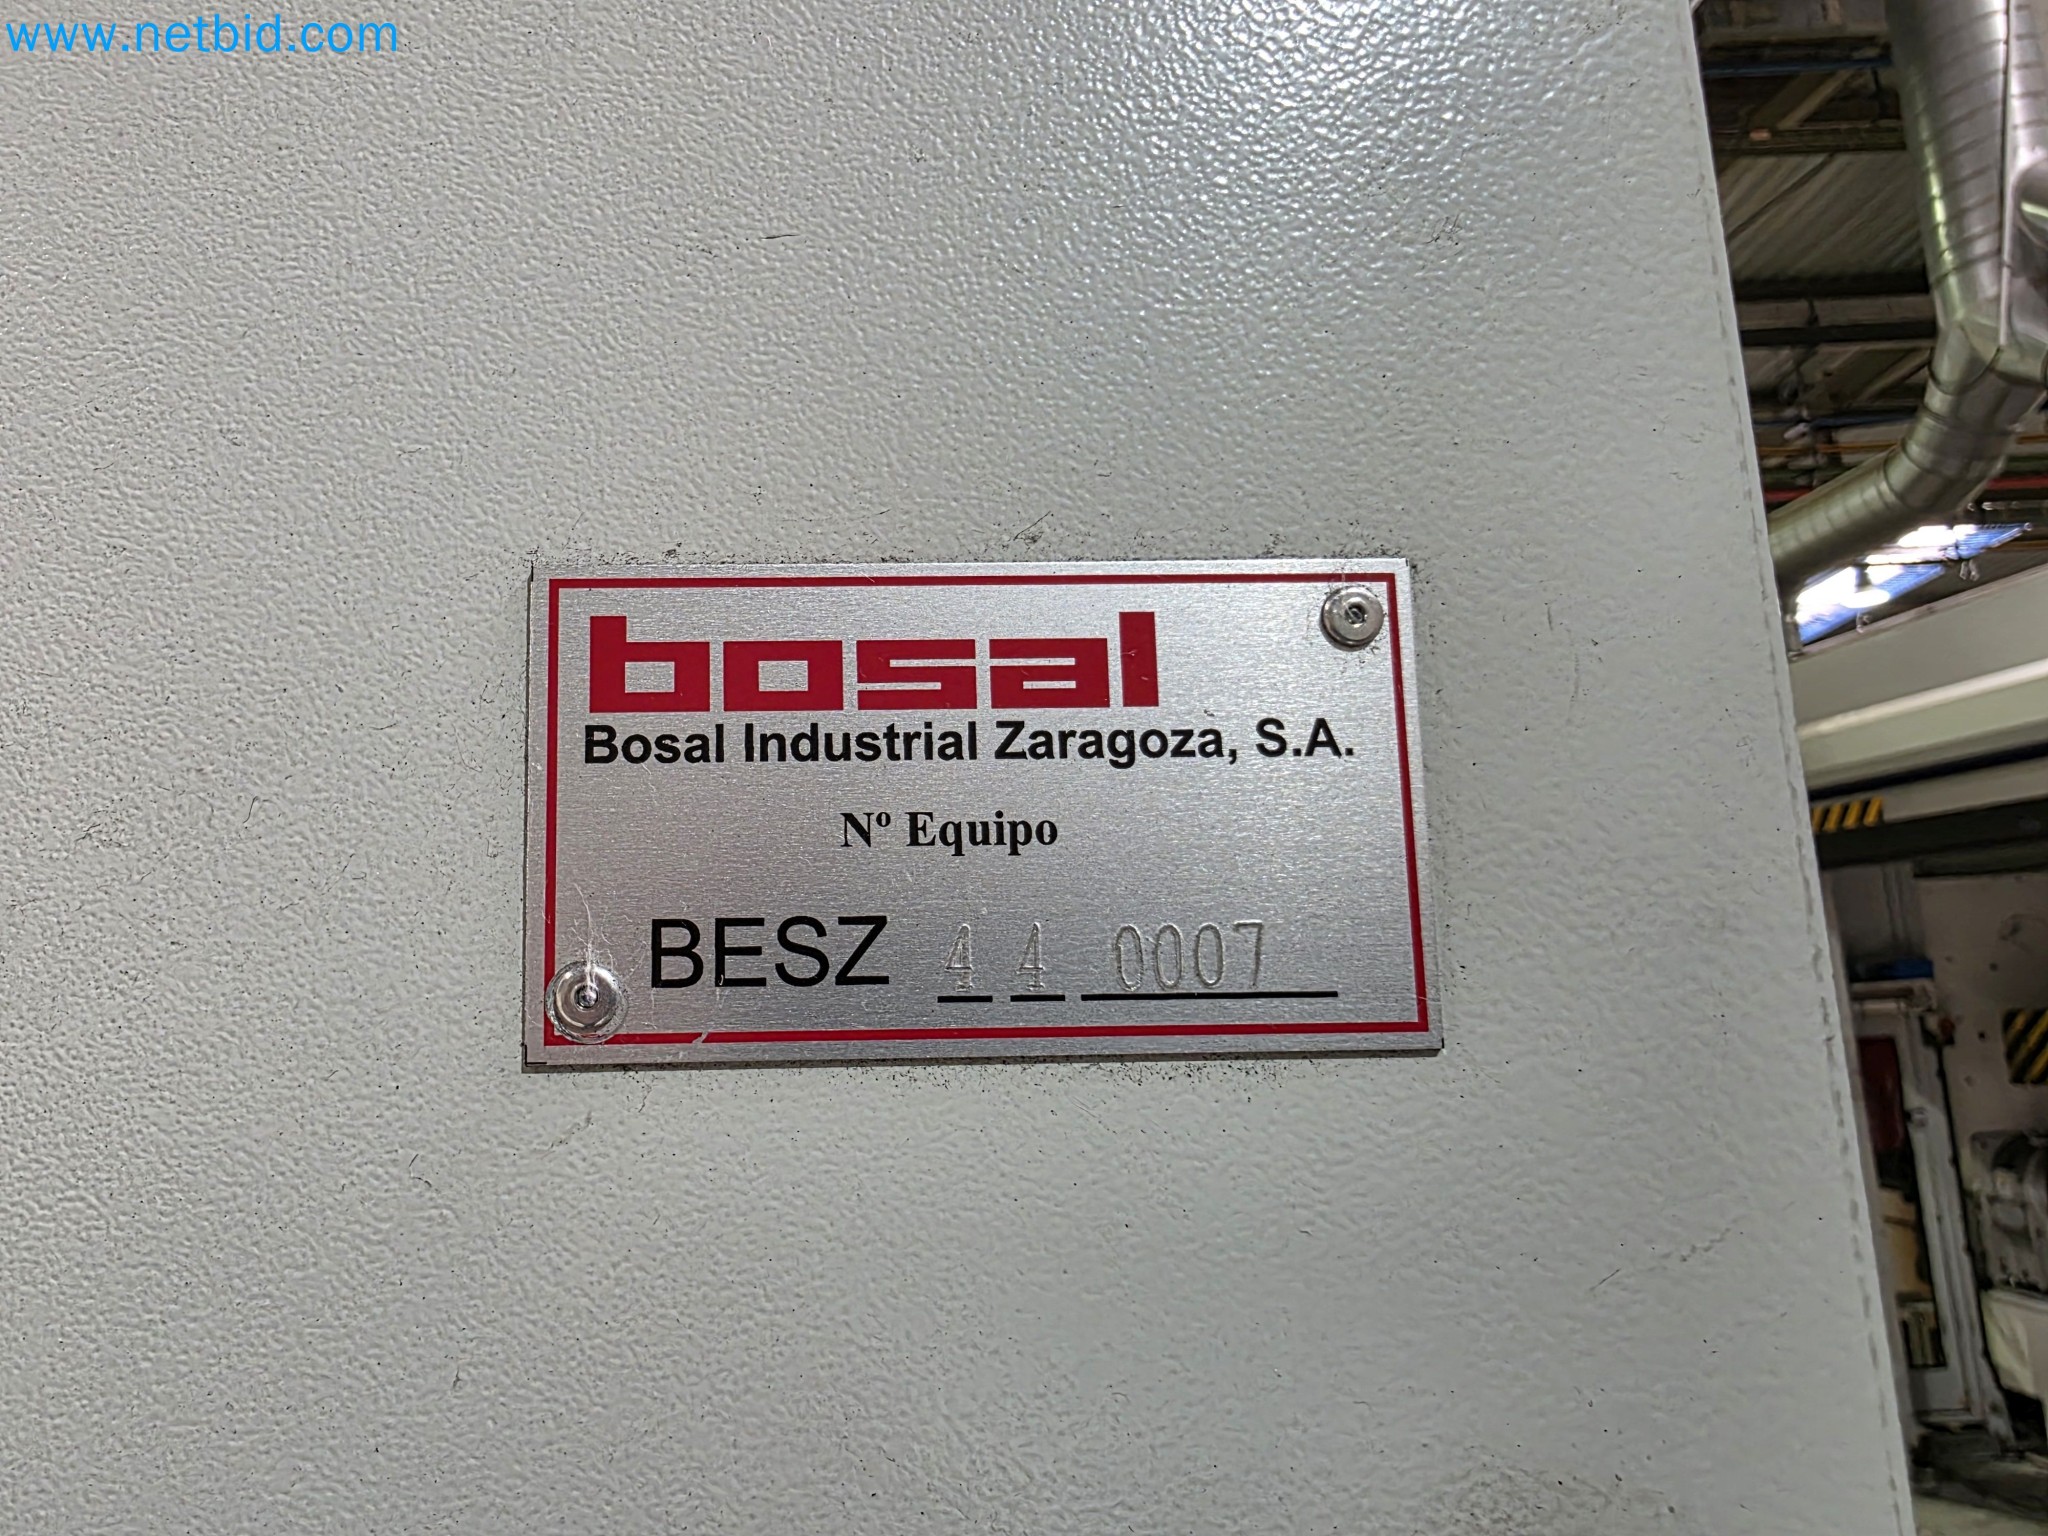 www.netbid.com
bosal
Bosal Industrial Zaragoza, S.A.
Nº Equipo
BESZ 4 4 0007